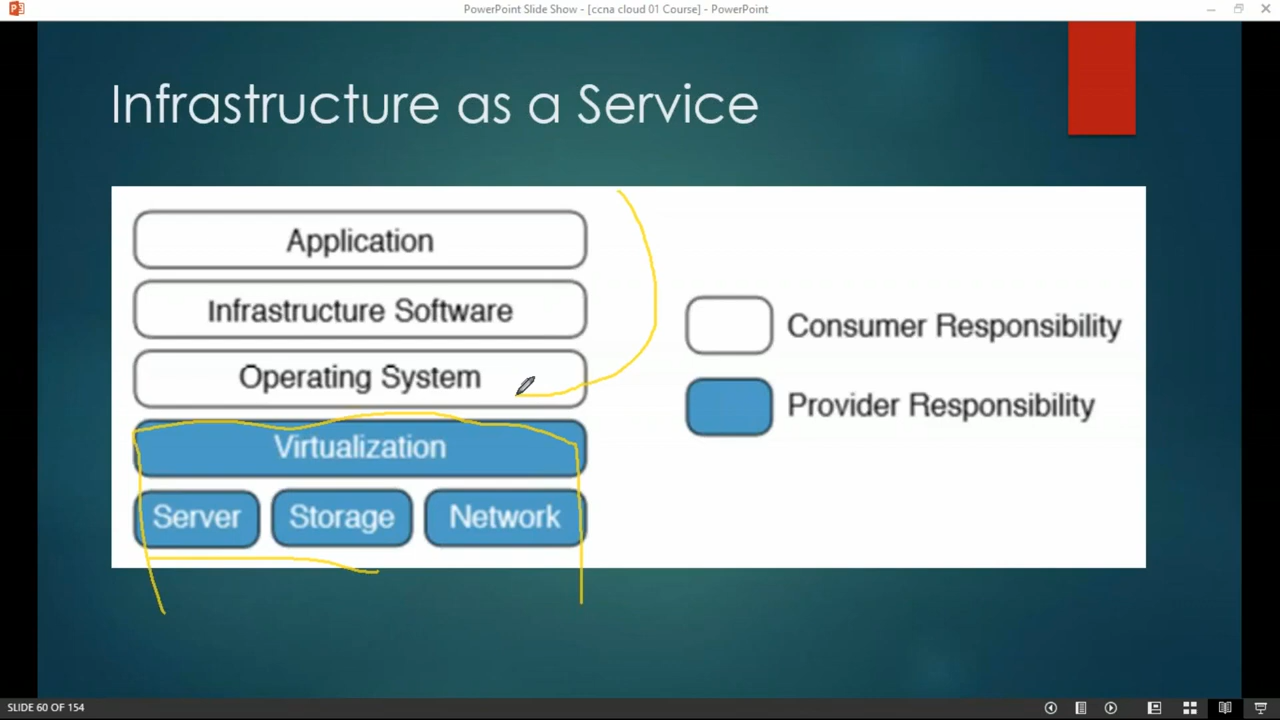 PowerPoint Slide Show - [ccna cloud 01 Course] - PowerPoint
Infrastructure as a Service
Application
Infrastructure Software
Operating System
Virtualization
Server Storage Network
Consumer Responsibility
Provider Responsibility
SLIDE 60 OF 154